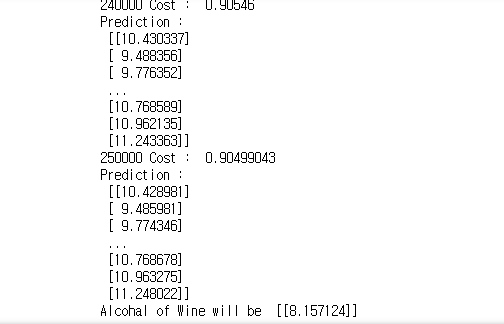 240000 Cost :  0.90546
Prediction :
[[10.430337]
[ 9.488356]
[ 9.776352]
...
[10.768589]
[10.962135]
[11.243363]]
250000 Cost :  0.90499043
Prediction :
[[10.428981]
[ 9.485981]
[ 9.774346]
...
[10.768678]
[10.963275]
[11.248022]]
Alcohal of Wine will be  [[8.157124]]